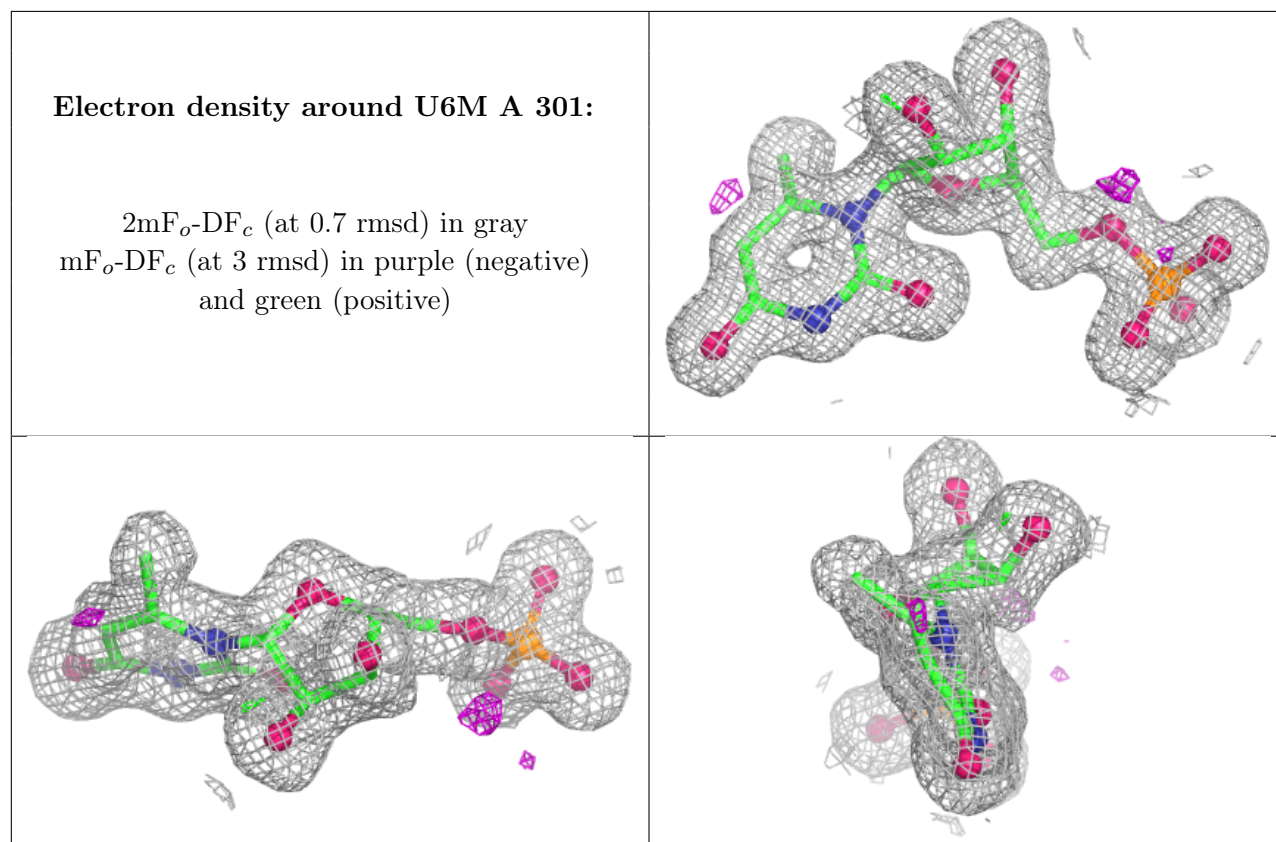 Electron density around U6M A 301:
2mFo-DFc (at 0.7 rmsd) in gray
mFo-DFc (at 3 rmsd) in purple (negative)
and green (positive)